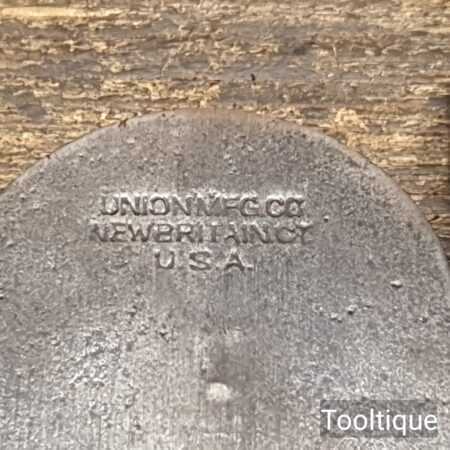 UNION MFG. CO
NEW BRITAIN. CT
U.S.A.
Tooltique